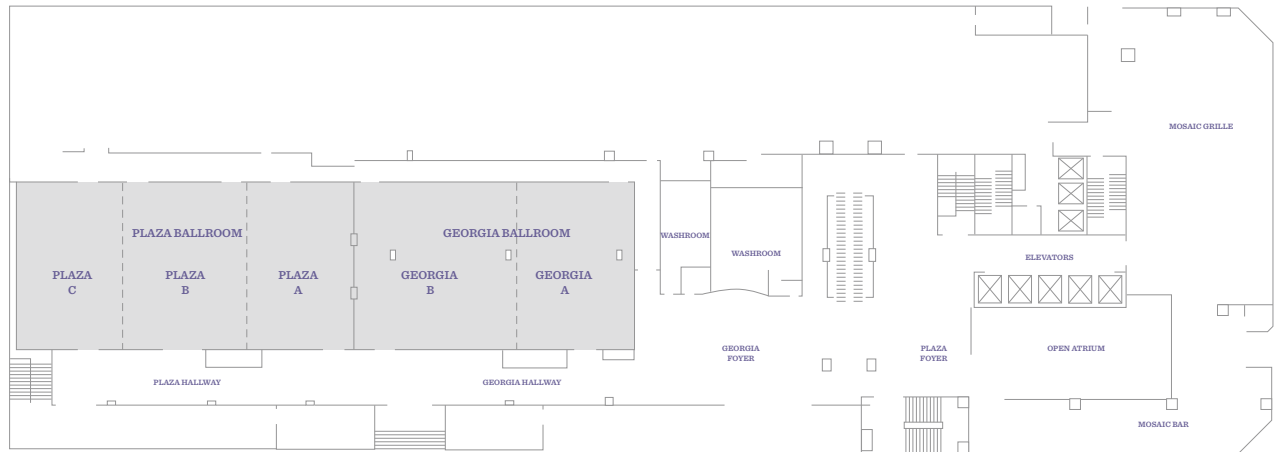 MOSAIC GRILLE
PLAZA BALLROOM
GEORGIA BALLROOM
WASHROOM
WASHROOM
ELEVATORS
PLAZA
C
PLAZA
B
PLAZA
A
GEORGIA
B
GEORGIA
A
GEORGIA
FOYER
PLAZA
FOYER
OPEN ATRIUM
PLAZA HALLWAY
GEORGIA HALLWAY
MOSAIC BAR